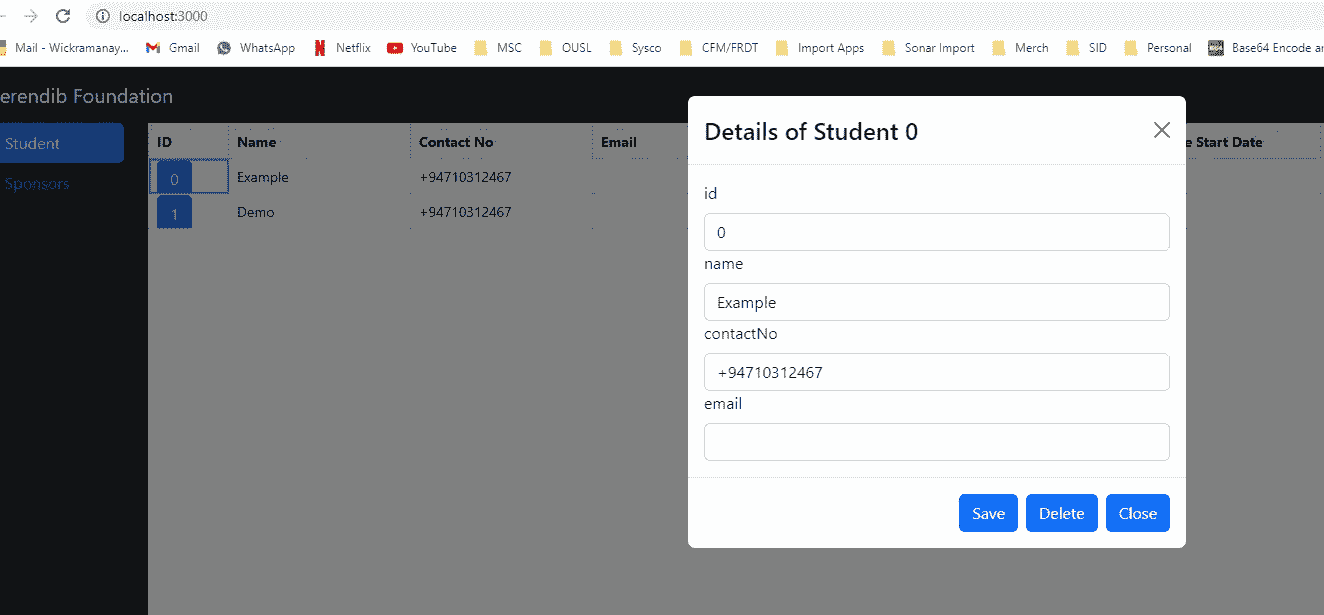 localhost:3000
Mail - Wickramanay... Gmail WhatsApp Netflix YouTube MSC OUSL Sysco CFM/FRDT Import Apps Sonar Import Merch SID Personal Base64 Encode an
erendib Foundation
Student
Sponsors
ID Name Contact No Email e Start Date
0 Example +94710312467
1 Demo +94710312467
Details of Student 0
id
0
name
Example
contactNo
+94710312467
email
Save Delete Close